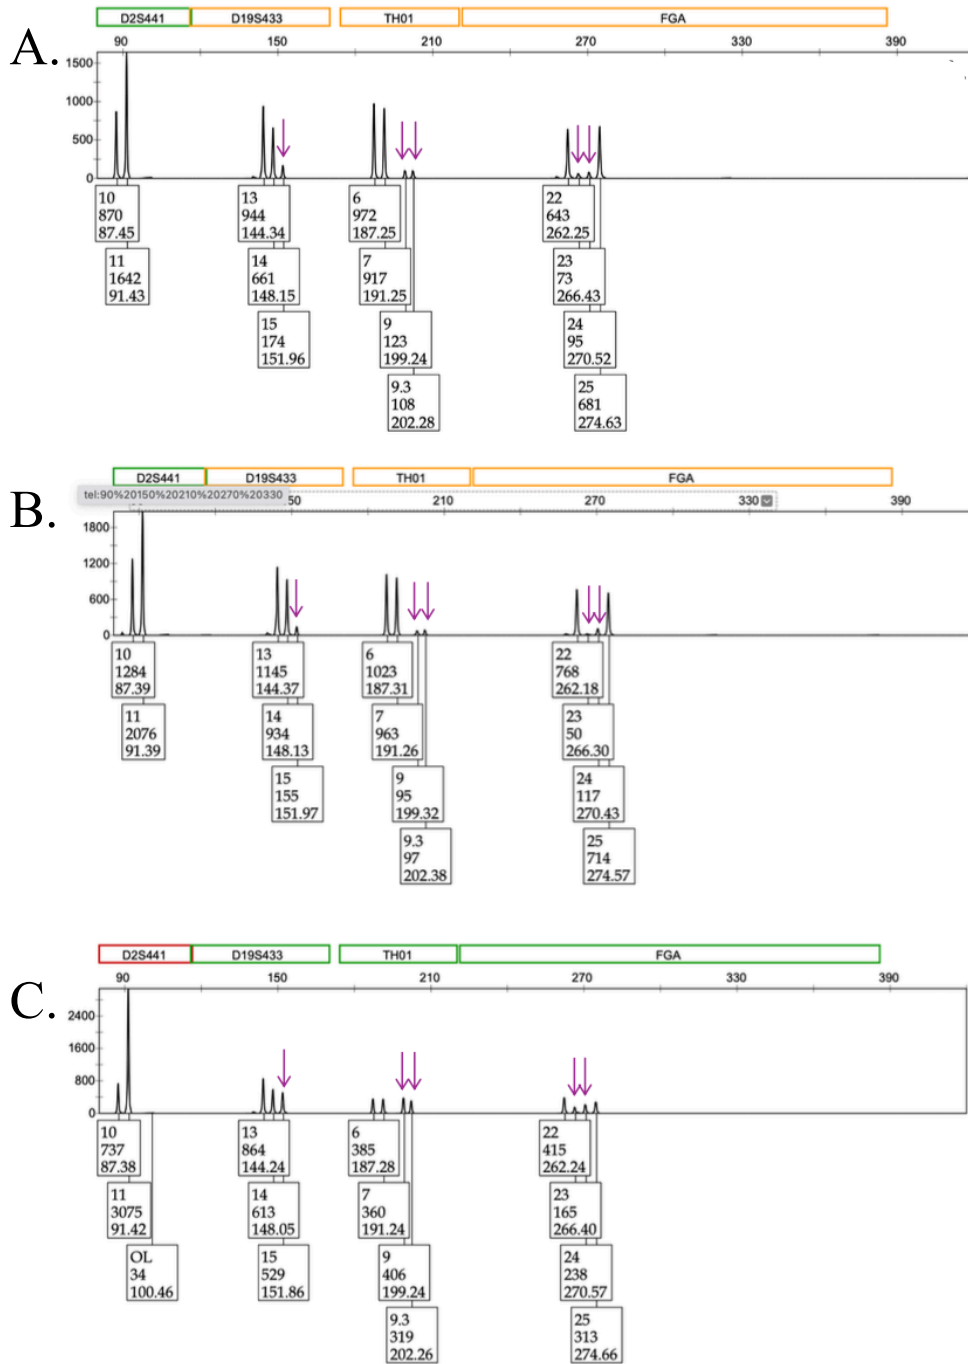 D2S441 D19S433 TH01 FGA
A. 90 150 210 270 330 390
1500
1000
500
0
10 13 6 22
870 944 972 643
87.45 144.34 187.25 262.25
11 14 7 23
1642 661 917 73
91.43 148.15 191.25 266.43
15 9 24
174 123 95
151.96 199.24 270.52
9.3 25
108 681
202.28 274.63
D2S441 D19S433 TH01 FGA
tel:90%20150%20210%20270%20330
B. 50 210 270 330 390
1800
1200
600
0
10 13 6 22
1284 1145 1023 768
87.39 144.37 187.31 262.18
11 14 7 23
2076 934 963 50
91.39 148.13 191.26 266.30
15 9 24
155 95 117
151.97 199.32 270.43
9.3 25
97 714
202.38 274.57
D2S441 D19S433 TH01 FGA
90 150 210 270 330 390
C.
2400
1600
800
0
10 13 6 22
737 864 385 415
87.38 144.24 187.28 262.24
11 14 7 23
3075 613 360 165
91.42 148.05 191.24 266.40
OL 15 9 24
34 529 406 238
100.46 151.86 199.24 270.57
9.3 25
319 313
202.26 274.66